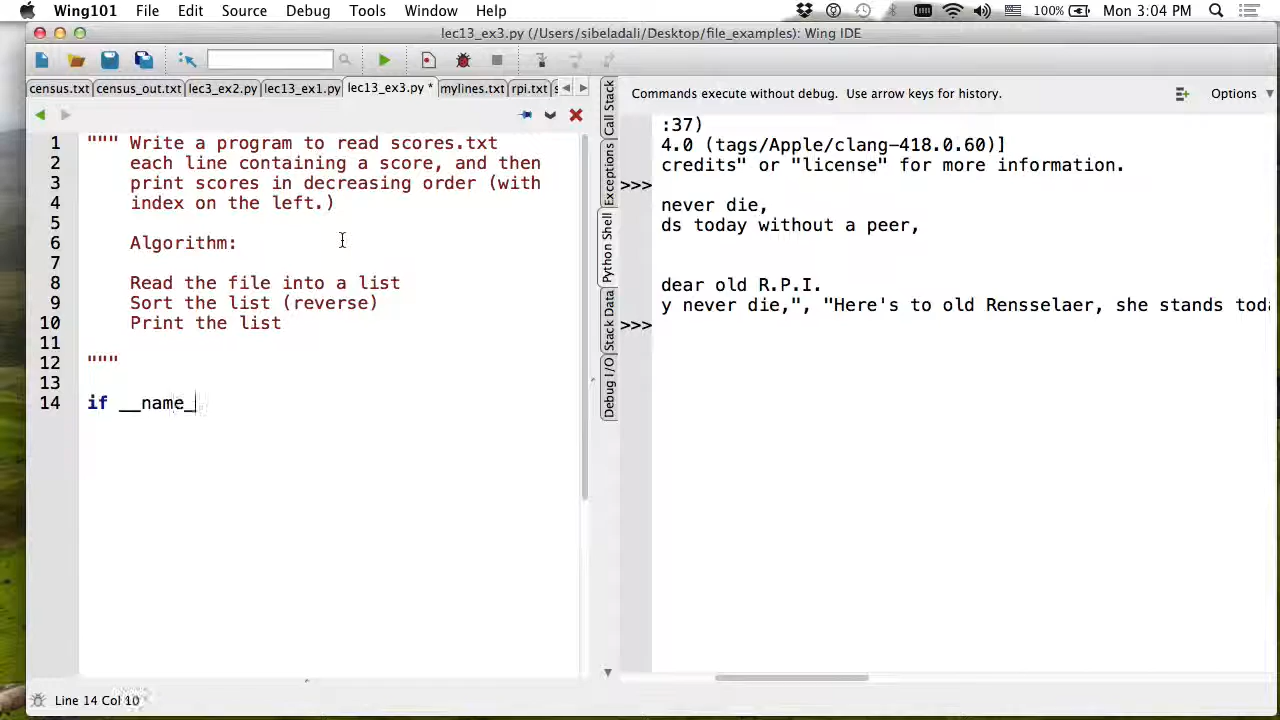 Wing101 File Edit Source Debug Tools Window Help 100% Mon 3:04 PM
lec13_ex3.py (/Users/sibeladali/Desktop/file_examples): Wing IDE
census.txt census_out.txt lec3_ex2.py lec13_ex1.py lec13_ex3.py * mylines.txt rpi.txt s
Commands execute without debug. Use arrow keys for history. Options
1 """ Write a program to read scores.txt
2 each line containing a score, and then
3 print scores in decreasing order (with
4 index on the left.)
5
6 Algorithm:
7
8 Read the file into a list
9 Sort the list (reverse)
10 Print the list
11
12 """
13
14 if __name_
Call Stack
Exceptions
Python Shell
Stack Data
Debug I/O
:37)
4.0 (tags/Apple/clang-418.0.60)]
credits" or "license" for more information.
>>>
never die,
ds today without a peer,
dear old R.P.I.
y never die,", "Here's to old Rensselaer, she stands toda
>>>
Line 14 Col 10